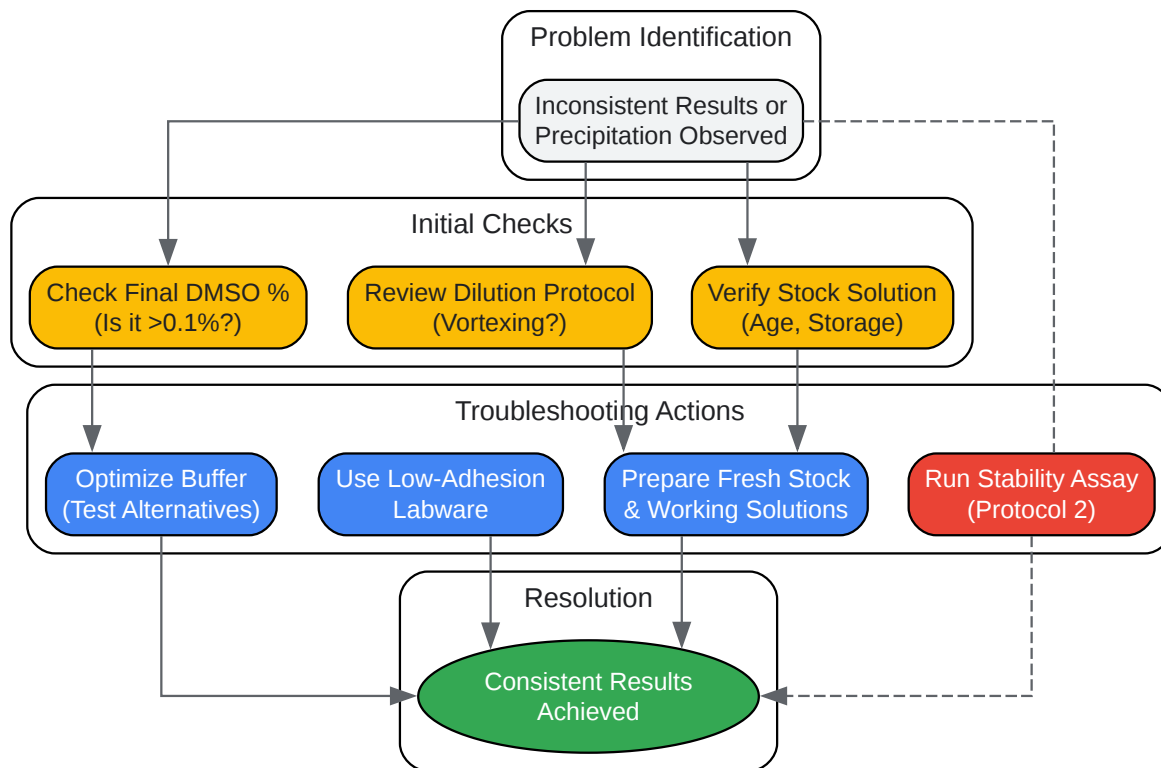 Problem Identification
Inconsistent Results or
Precipitation Observed
Initial Checks
Check Final DMSO %
(Is it >0.1%?)
Review Dilution Protocol
(Vortexing?)
Verify Stock Solution
(Age, Storage)
Troubleshooting Actions
Optimize Buffer
(Test Alternatives)
Use Low-Adhesion
Labware
Prepare Fresh Stock
& Working Solutions
Run Stability Assay
(Protocol 2)
Resolution
Consistent Results
Achieved